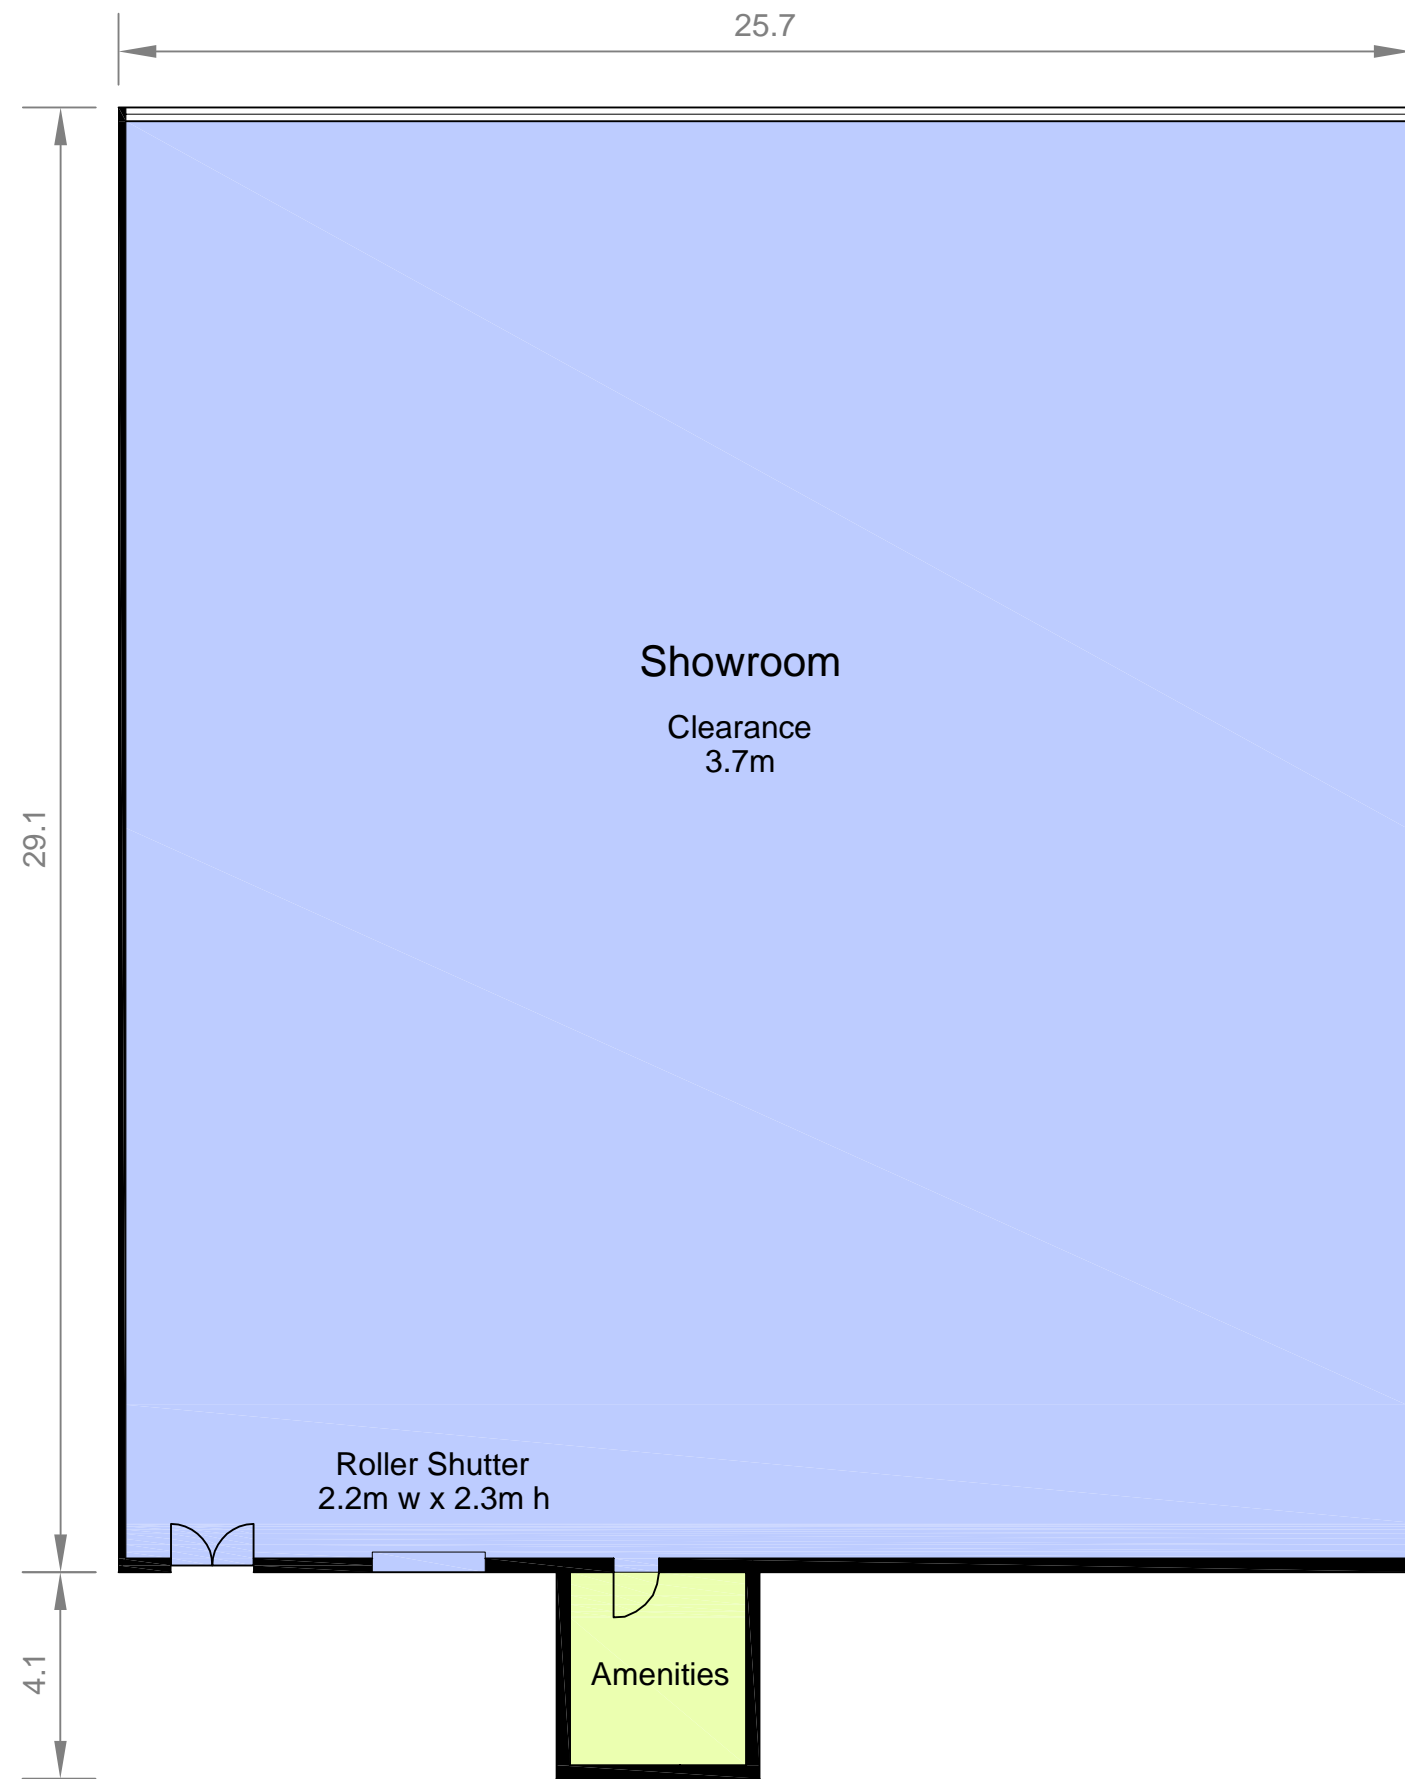 25.7
Showroom
Clearance
3.7m
29.1
Roller Shutter
2.2m w x 2.3m h
4.1
Amenities